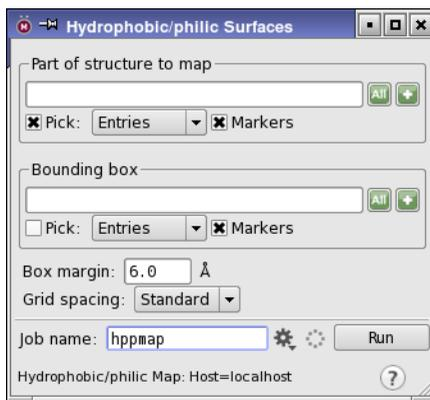 Hydrophobic/philic Surfaces
Part of structure to map
All
Pick: Entries Markers
Bounding box
All
Pick: Entries Markers
Box margin: 6.0 Å
Grid spacing: Standard
Job name: hppmap Run
Hydrophobic/philic Map: Host=localhost ?